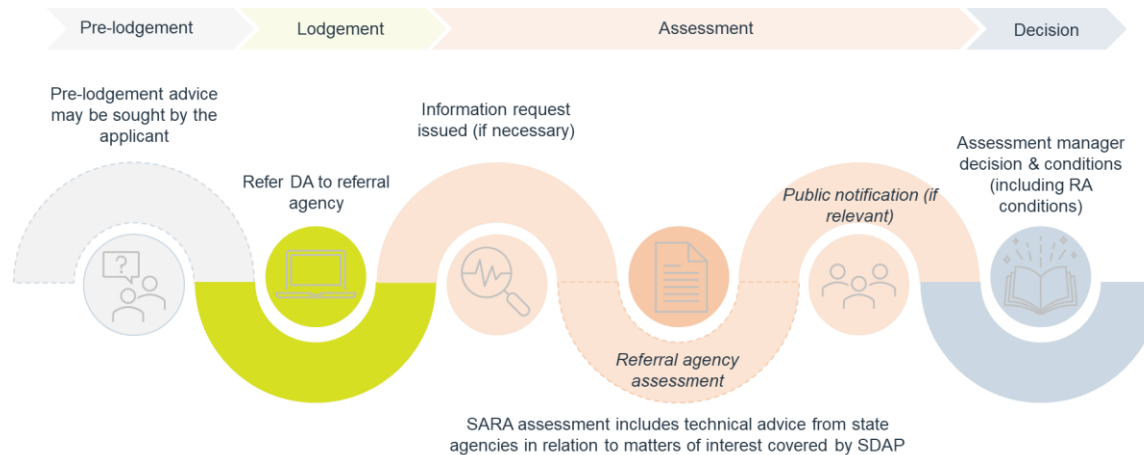 Pre-lodgement
Lodgement
Assessment
Decision
Pre-lodgement advice
may be sought by the
applicant
Refer DA to referral
agency
Information request
issued (if necessary)
Referral agency
assessment
SARA assessment includes technical advice from state
agencies in relation to matters of interest covered by SDAP
Public notification (if
relevant)
Assessment manager
decision & conditions
(including RA
conditions)
?